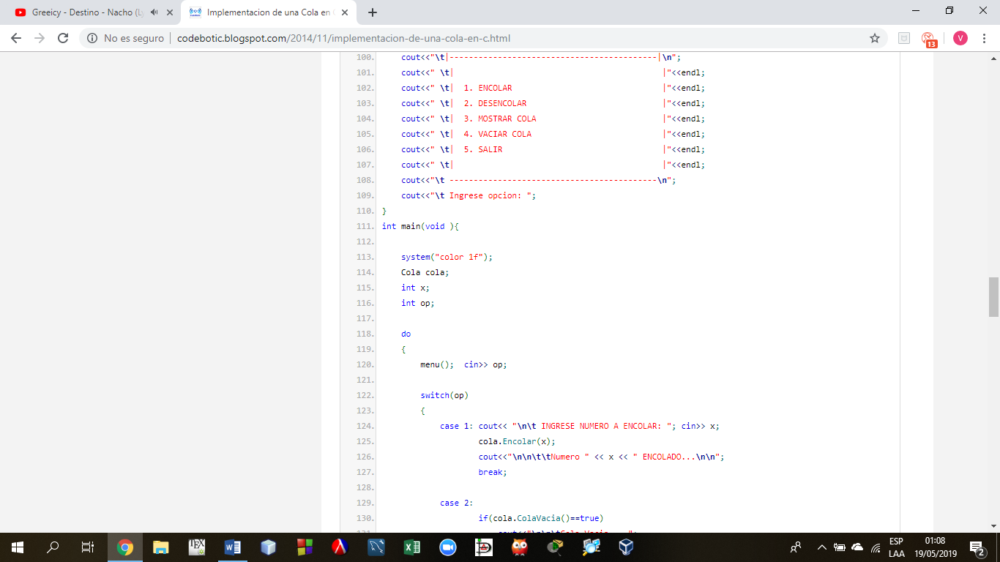 Greeicy - Destino - Nacho (Ly
Implementacion de una Cola en C
No es seguro
codebotic.blogspot.com/2014/11/implementacion-de-una-cola-en-c.html
13
V
100. cout<<"\t|-------------------------------------------|\n";
101. cout<<" \t|                                           |"<<endl;
102. cout<<" \t|  1. ENCOLAR                               |"<<endl;
103. cout<<" \t|  2. DESENCOLAR                            |"<<endl;
104. cout<<" \t|  3. MOSTRAR COLA                          |"<<endl;
105. cout<<" \t|  4. VACIAR COLA                           |"<<endl;
106. cout<<" \t|  5. SALIR                                 |"<<endl;
107. cout<<" \t|                                           |"<<endl;
108. cout<<"\t -------------------------------------------\n";
109. cout<<"\t Ingrese opcion: ";
110. }
111. int main(void ){
112.
113. system("color 1f");
114. Cola cola;
115. int x;
116. int op;
117.
118. do
119. {
120. menu();  cin>> op;
121.
122. switch(op)
123. {
124. case 1: cout<< "\n\t INGRESE NUMERO A ENCOLAR: "; cin>> x;
125. cola.Encolar(x);
126. cout<<"\n\n\t\tNumero " << x << " ENCOLADO...\n\n";
127. break;
128.
129. case 2:
130. if(cola.ColaVacia()==true)
TEX
ESP
LAA
01:08
19/05/2019
2